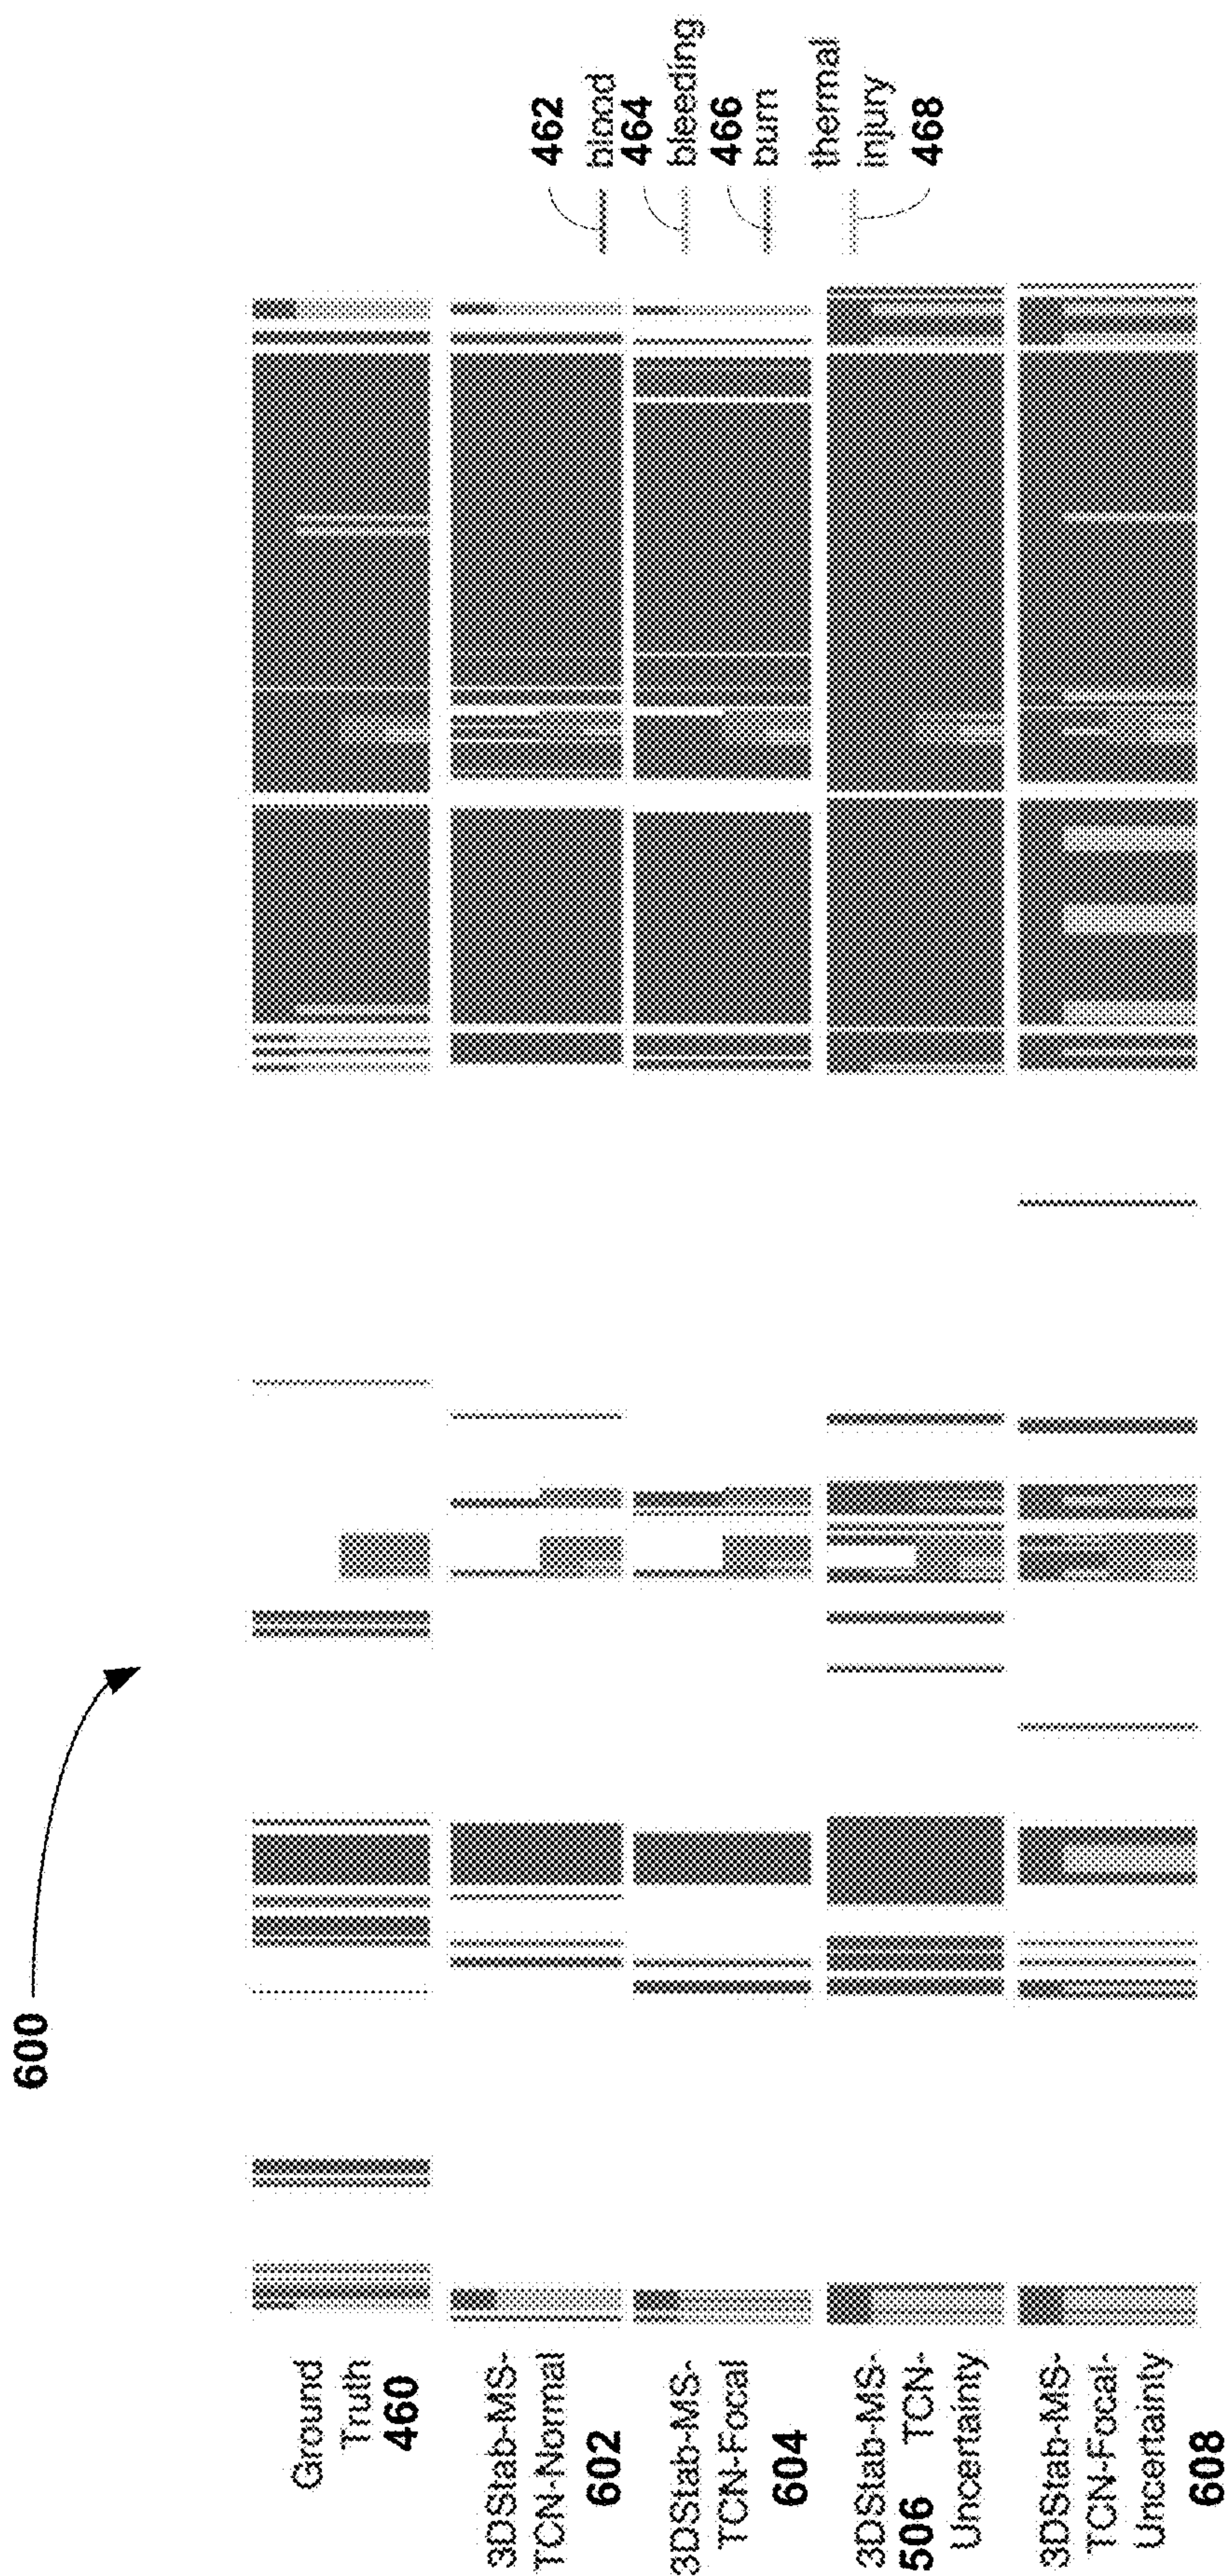 600
Ground
Truth
460
3DStab-MS-
TCN-Normal
602
3DStab-MS-
TCN-Focal
604
3DStab-MS-
506 TCN-
Uncertainty
3DStab-MS-
TCN-Focal-
Uncertainty
608
462
blood
464
bleeding
466
burn
thermal
injury
468